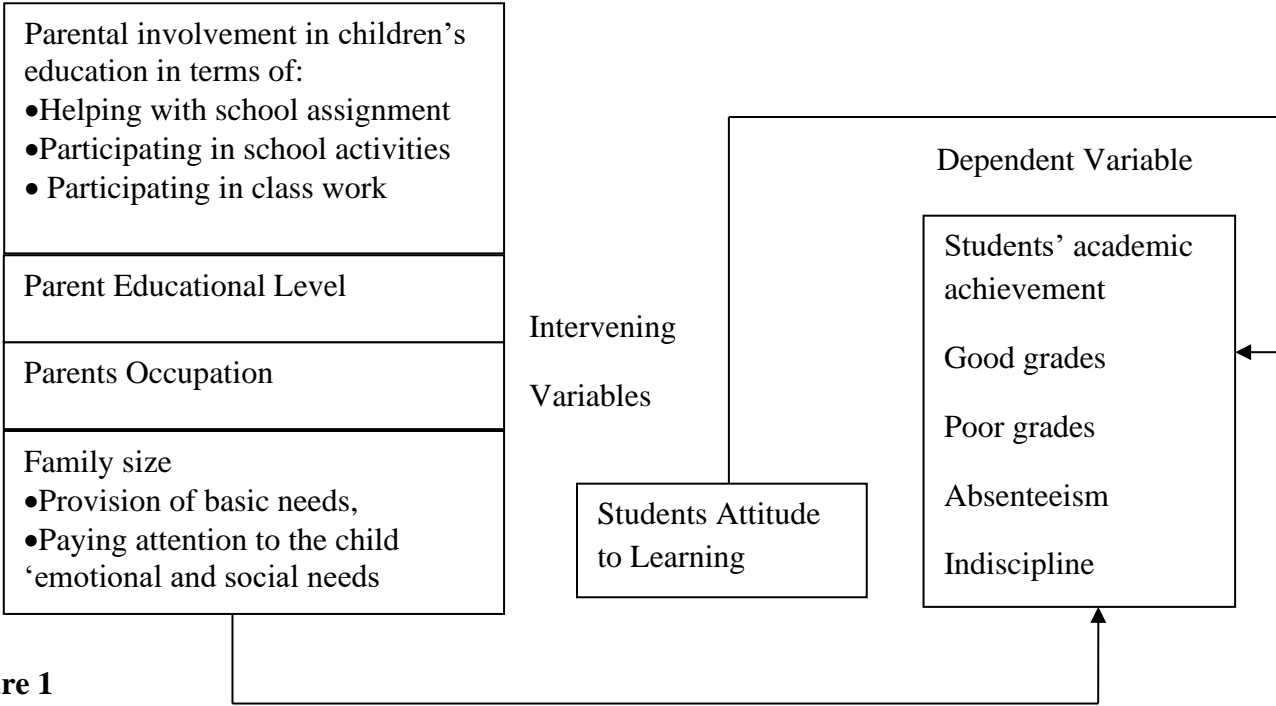 Parental involvement in children’s
education in terms of:
•Helping with school assignment
•Participating in school activities
• Participating in class work
Parent Educational Level
Parents Occupation
Family size
•Provision of basic needs,
•Paying attention to the child
‘emotional and social needs
Intervening
Variables
Students Attitude
to Learning
Dependent Variable
Students’ academic
achievement
Good grades
Poor grades
Absenteeism
Indiscipline
re 1